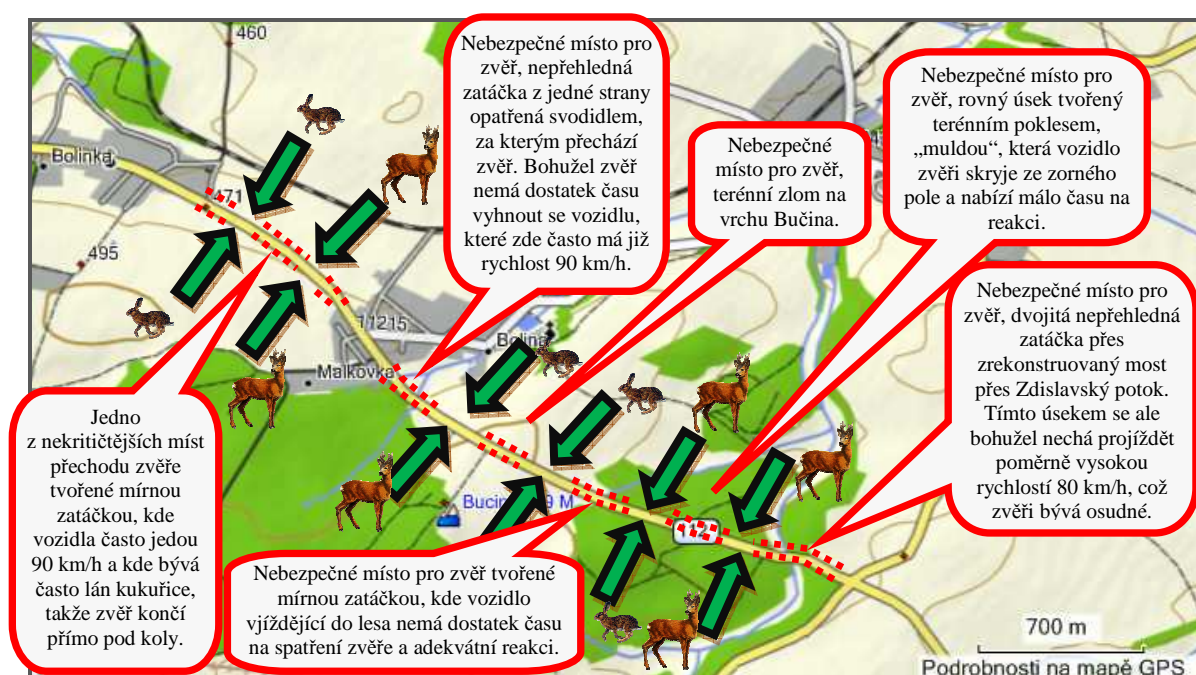 460
Bolinka
471
495
11215
Malkovka
Bolina
112
700 m
Podrobnosti na mapě GPS
Nebezpečné místo pro
zvěř, nepřehledná
zatáčka z jedné strany
opatřená svodidlem,
za kterým přechází
zvěř. Bohužel zvěř
nemá dostatek času
vyhnout se vozidlu,
které zde často má již
rychlost 90 km/h.
Nebezpečné
místo pro zvěř,
terénní zlom na
vrchu Bučina.
Nebezpečné místo pro
zvěř, rovný úsek tvořený
terénním poklesem,
„muldou“, která vozidlo
zvěři skryje ze zorného
pole a nabízí málo času na
reakci.
Nebezpečné místo pro
zvěř, dvojitá nepřehledná
zatáčka přes
zrekonstruovaný most
přes Zdislavský potok.
Tímto úsekem se ale
bohužel nechá projíždět
poměrně vysokou
rychlostí 80 km/h, což
zvěři bývá osudné.
Jedno
z nekritičtějších míst
přechodu zvěře
tvořené mírnou
zatáčkou, kde
vozidla často jedou
90 km/h a kde bývá
často lán kukuřice,
takže zvěř končí
přímo pod koly.
Nebezpečné místo pro zvěř tvořené
mírnou zatáčkou, kde vozidlo
vjíždějící do lesa nemá dostatek času
na spatření zvěře a adekvátní reakci.